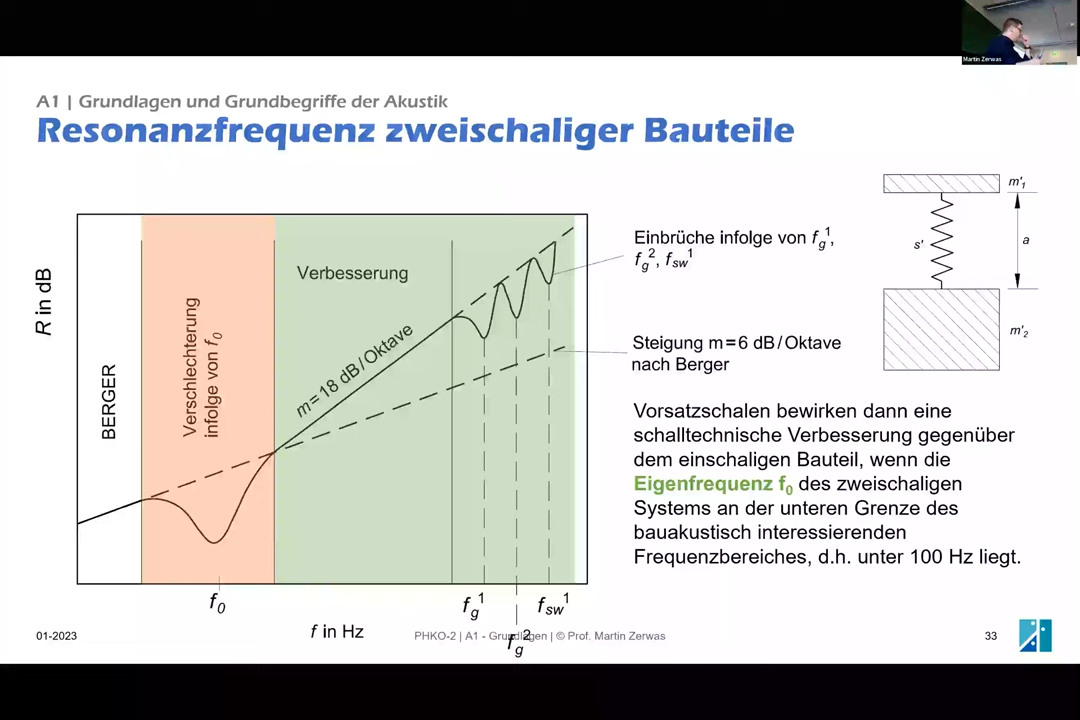 Martin Zerwas
A1 | Grundlagen und Grundbegriffe der Akustik
Resonanzfrequenz zweischaliger Bauteile
R in dB
BERGER
Verschlechterung
infolge von f0
Verbesserung
m=18 dB/Oktave
Einbrüche infolge von fg1,
fg2, fsw1
Steigung m=6 dB/Oktave
nach Berger
m'1
s'
a
m'2
Vorsatzschalen bewirken dann eine
schalltechnische Verbesserung gegenüber
dem einschaligen Bauteil, wenn die
Eigenfrequenz f0 des zweischaligen
Systems an der unteren Grenze des
bauakustisch interessierenden
Frequenzbereiches, d.h. unter 100 Hz liegt.
f0
fg1
fsw1
f in Hz
fg2
01-2023
PHKO-2 | A1 - Grundlagen | © Prof. Martin Zerwas
33